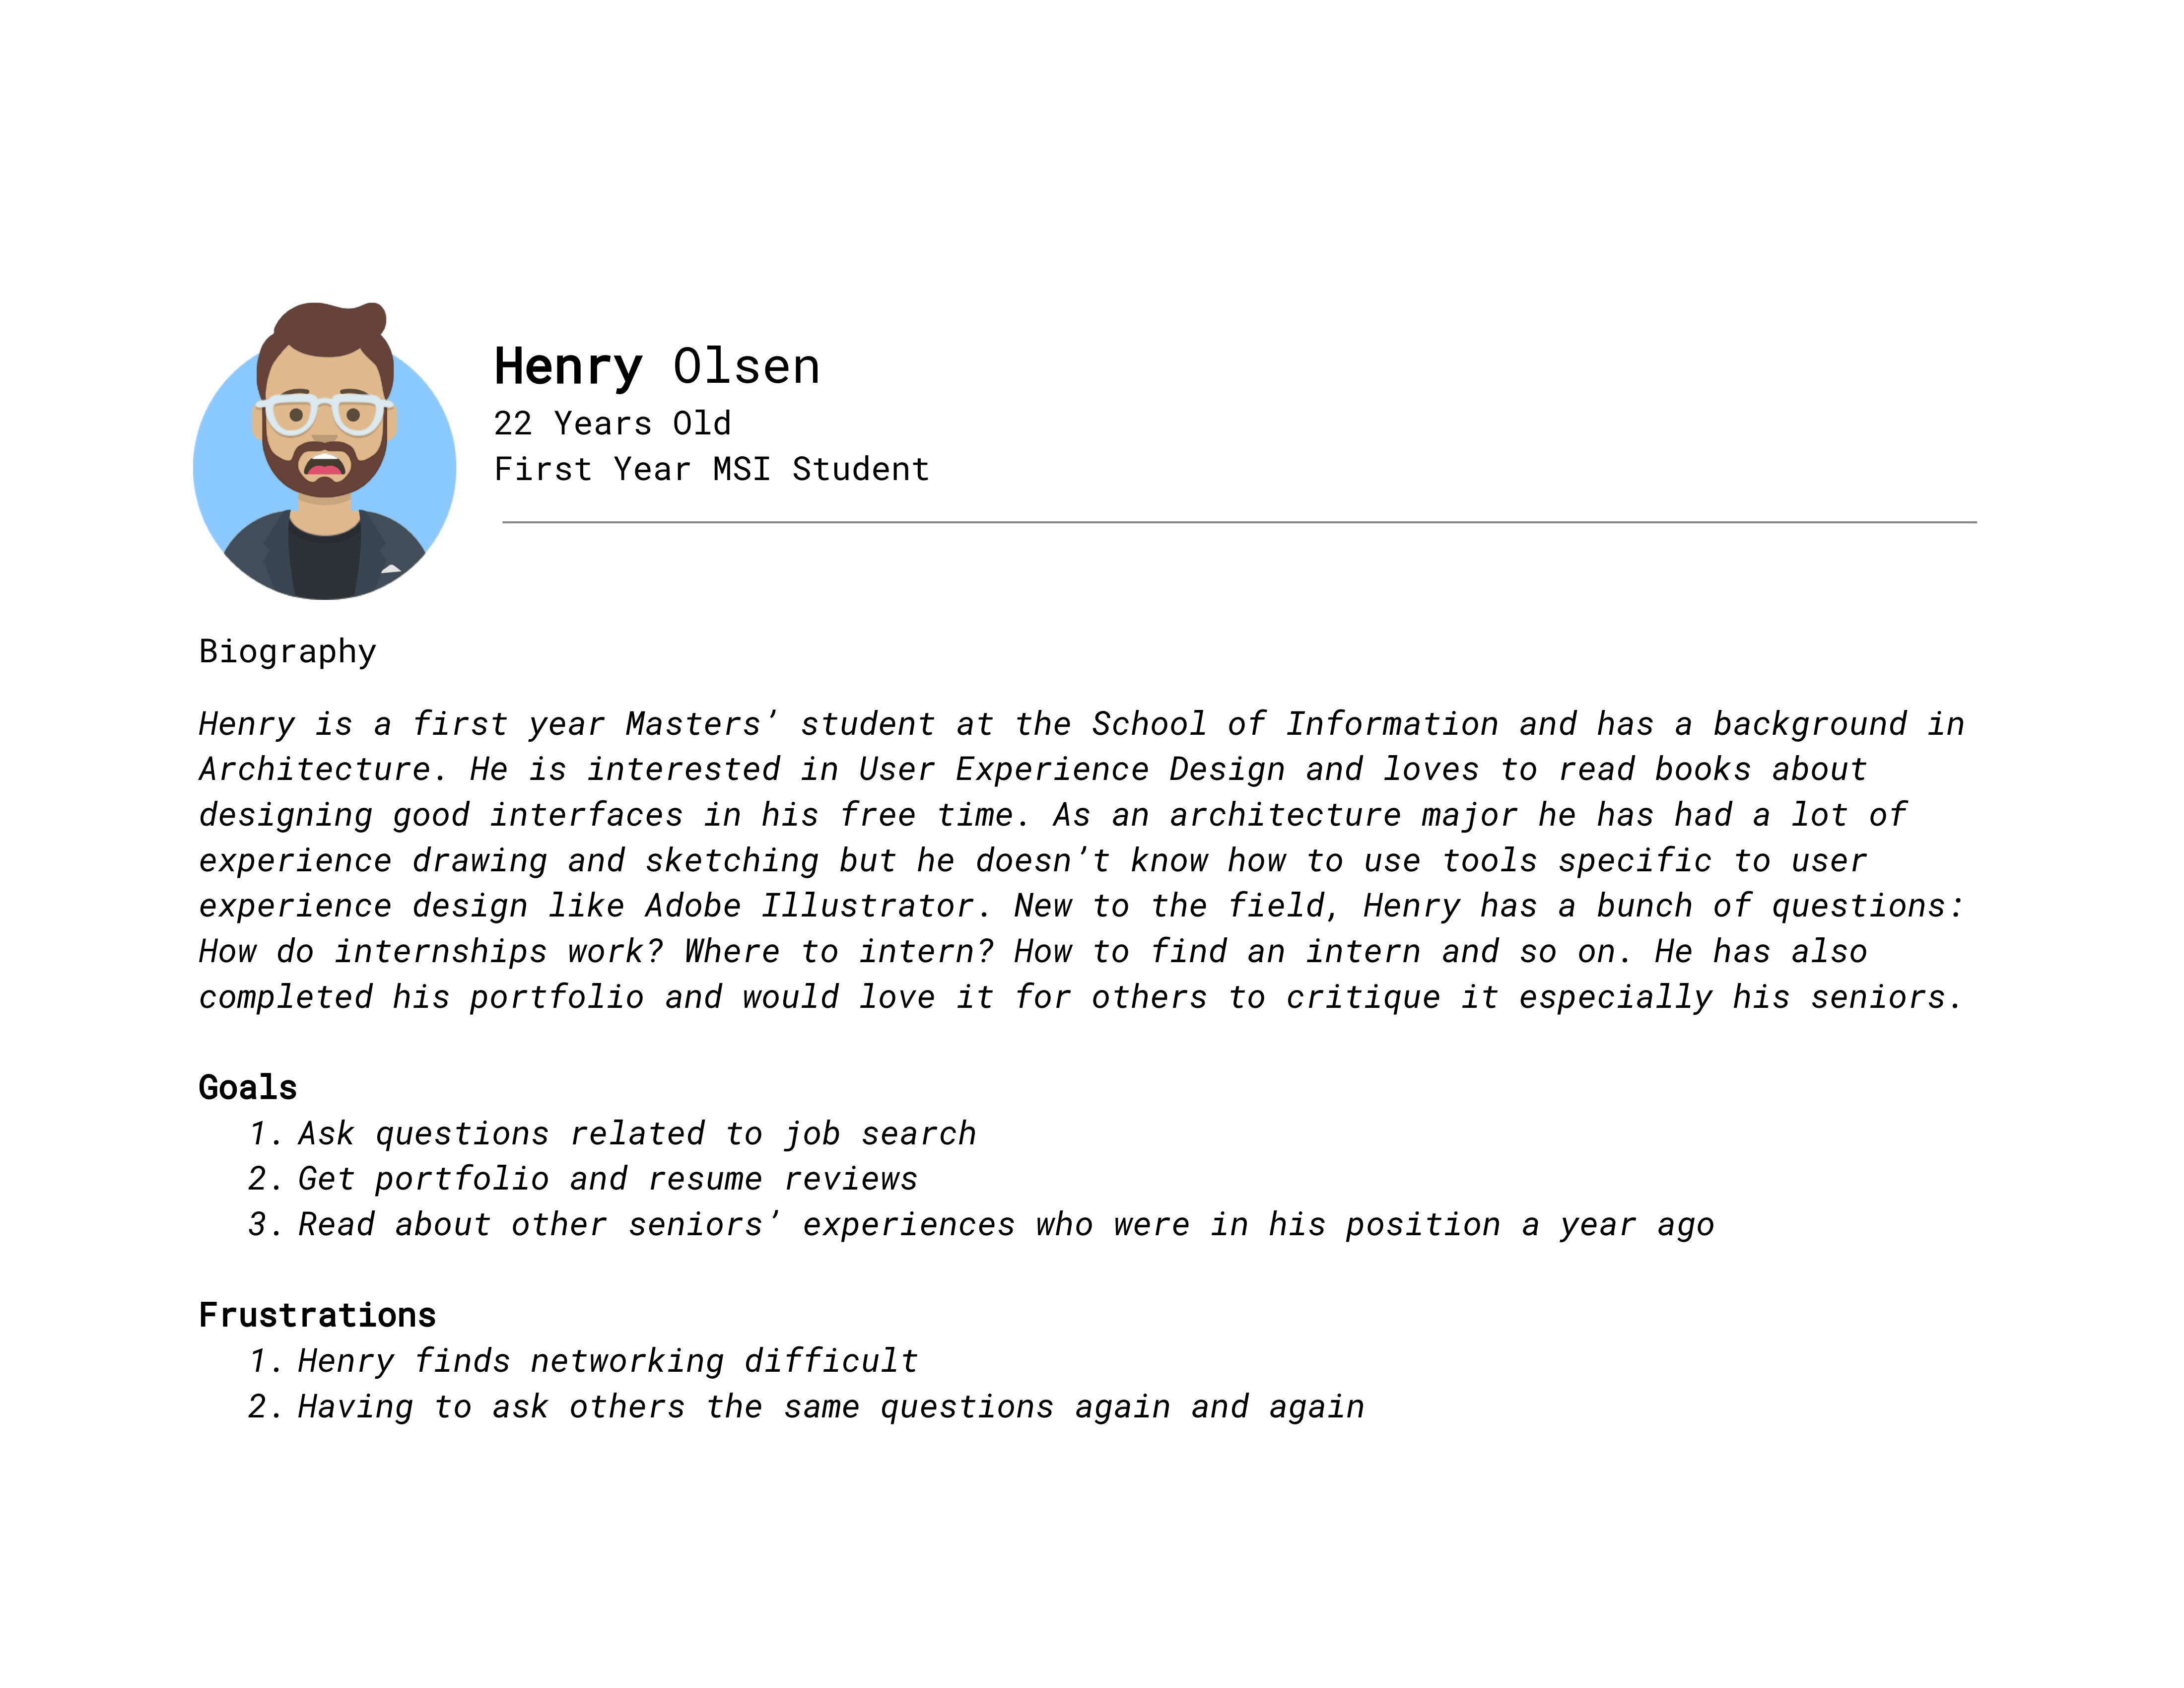 Henry Olsen
22 Years Old
First Year MSI Student
Biography
Henry is a first year Masters’ student at the School of Information and has a background in
Architecture. He is interested in User Experience Design and loves to read books about
designing good interfaces in his free time. As an architecture major he has had a lot of
experience drawing and sketching but he doesn’t know how to use tools specific to user
experience design like Adobe Illustrator. New to the field, Henry has a bunch of questions:
How do internships work? Where to intern? How to find an intern and so on. He has also
completed his portfolio and would love it for others to critique it especially his seniors.
Goals
1. Ask questions related to job search
2. Get portfolio and resume reviews
3. Read about other seniors’ experiences who were in his position a year ago
Frustrations
1. Henry finds networking difficult
2. Having to ask others the same questions again and again